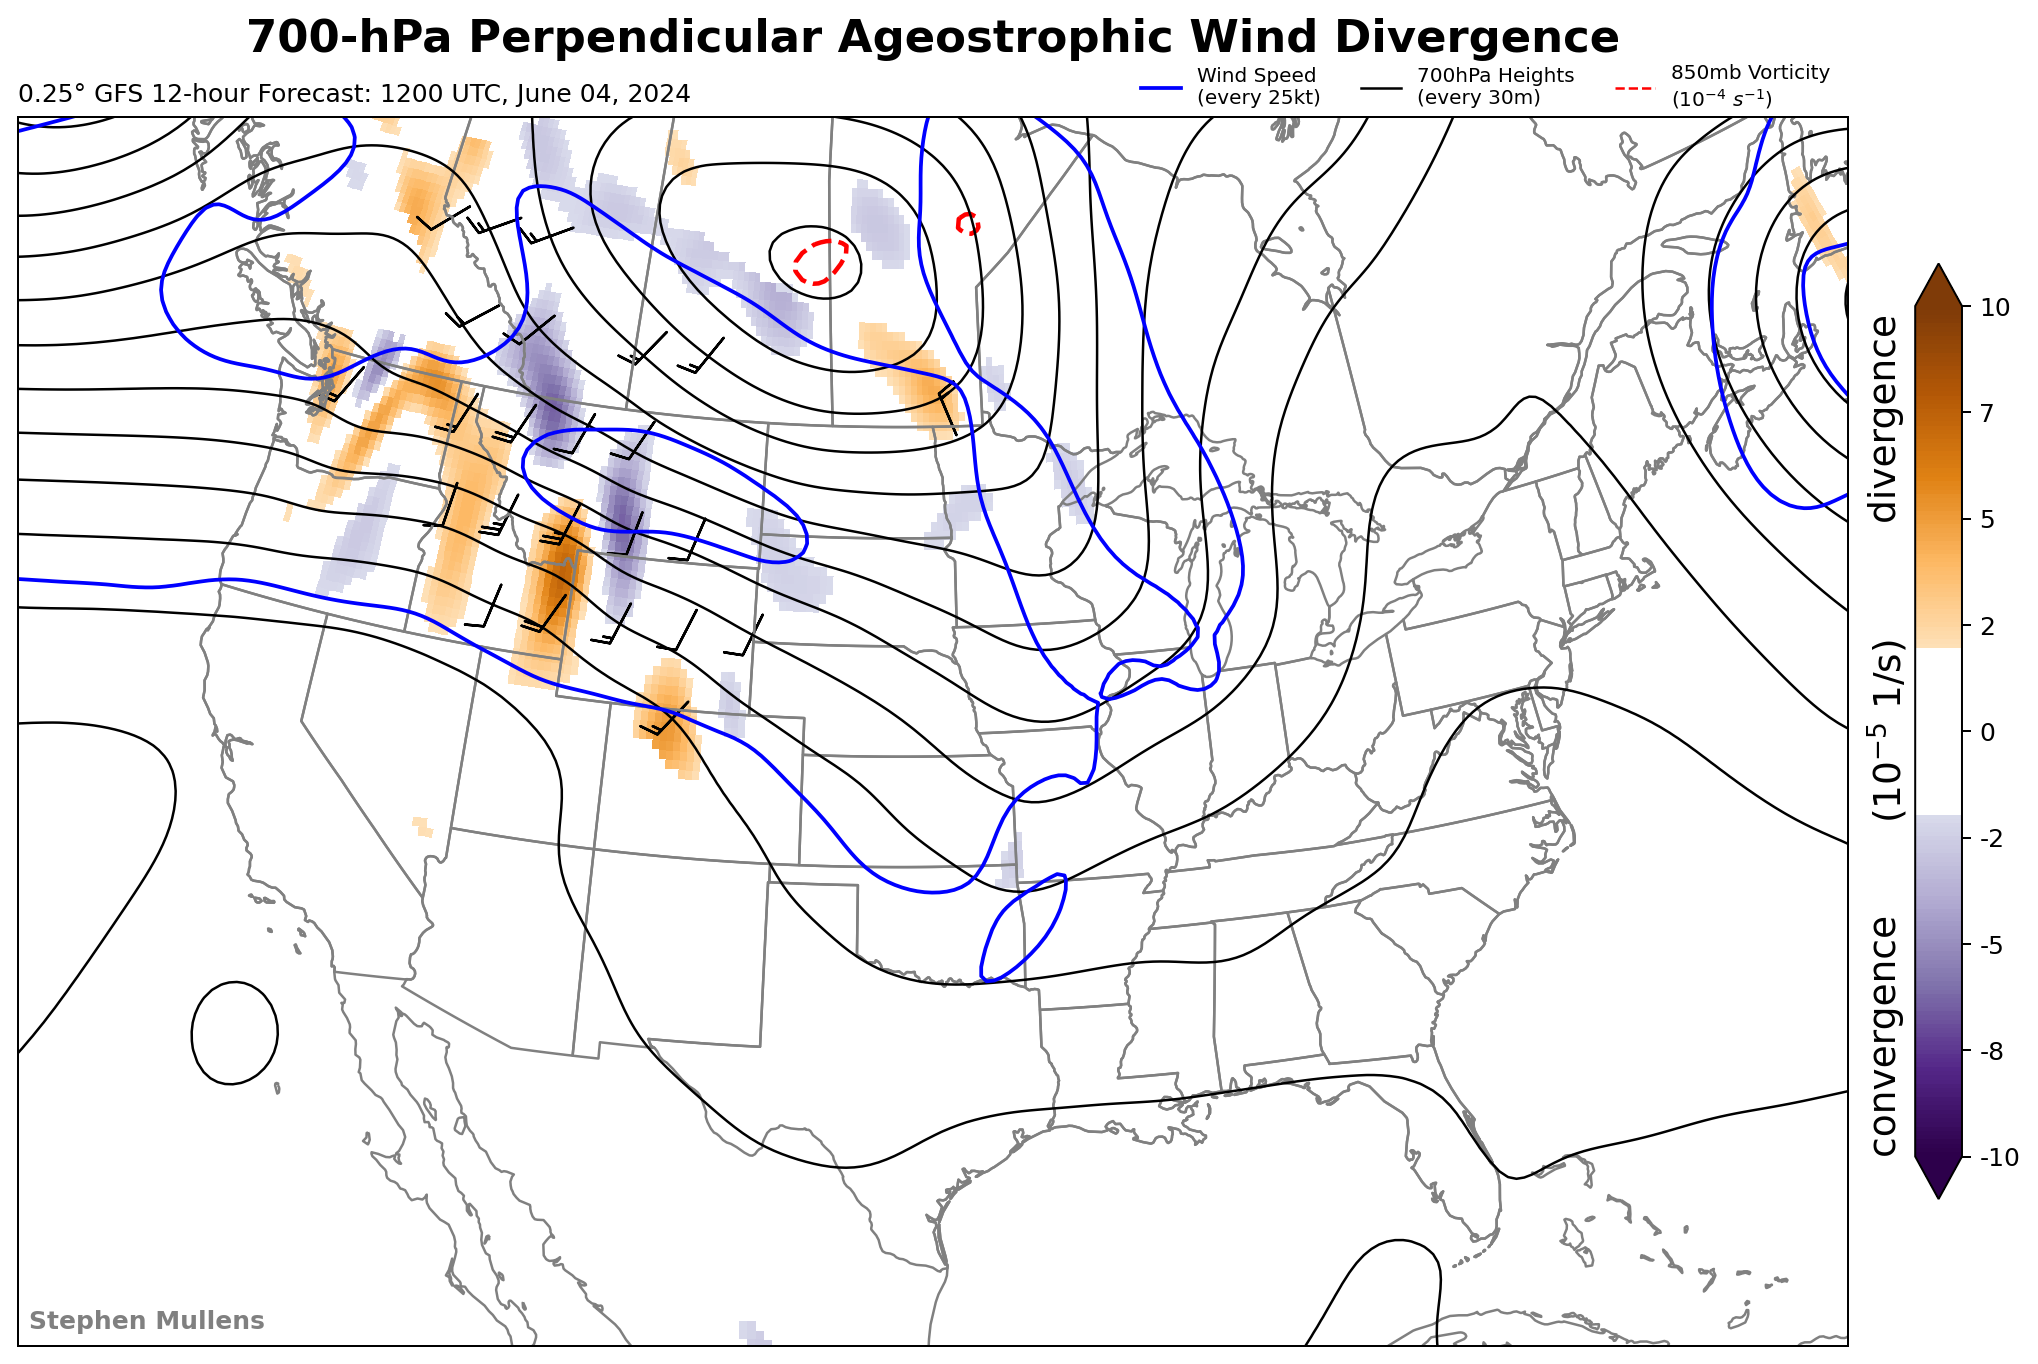 700-hPa Perpendicular Ageostrophic Wind Divergence
0.25° GFS 12-hour Forecast: 1200 UTC, June 04, 2024
Wind Speed
(every 25kt)
700hPa Heights
(every 30m)
850mb Vorticity
(10⁻⁴ s⁻¹)
10
7
5
2
0
-2
-5
-8
-10
convergence (10⁻⁵ 1/s) divergence
Stephen Mullens